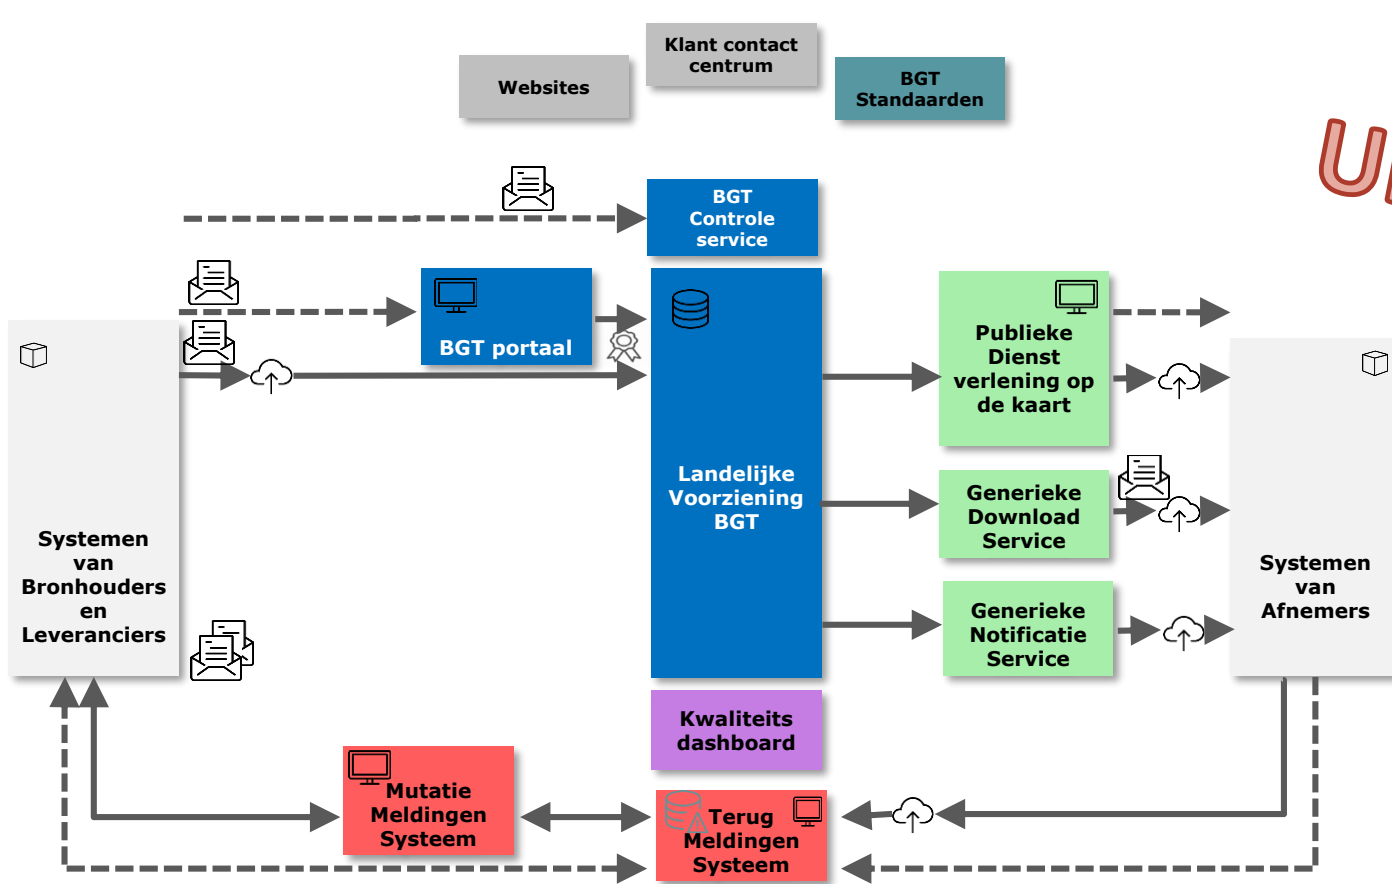 Klant contact
centrum
Websites
BGT
Standaarden
BGT
Controle
service
BGT portaal
Publieke
Dienst
verlening op
de kaart
Landelijke
Voorziening
BGT
Generieke
Download
Service
Systemen
van
Bronhouders
en
Leveranciers
Systemen
van
Afnemers
Generieke
Notificatie
Service
Kwaliteits
dashboard
Mutatie
Meldingen
Systeem
Terug
Meldingen
Systeem